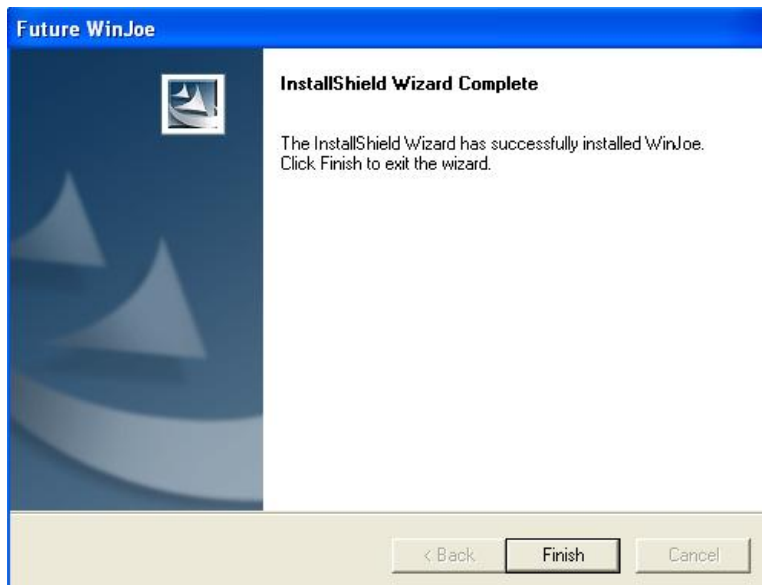 Future WinJoe
InstallShield Wizard Complete
The InstallShield Wizard has successfully installed WinJoe.
Click Finish to exit the wizard.
< Back
Finish
Cancel